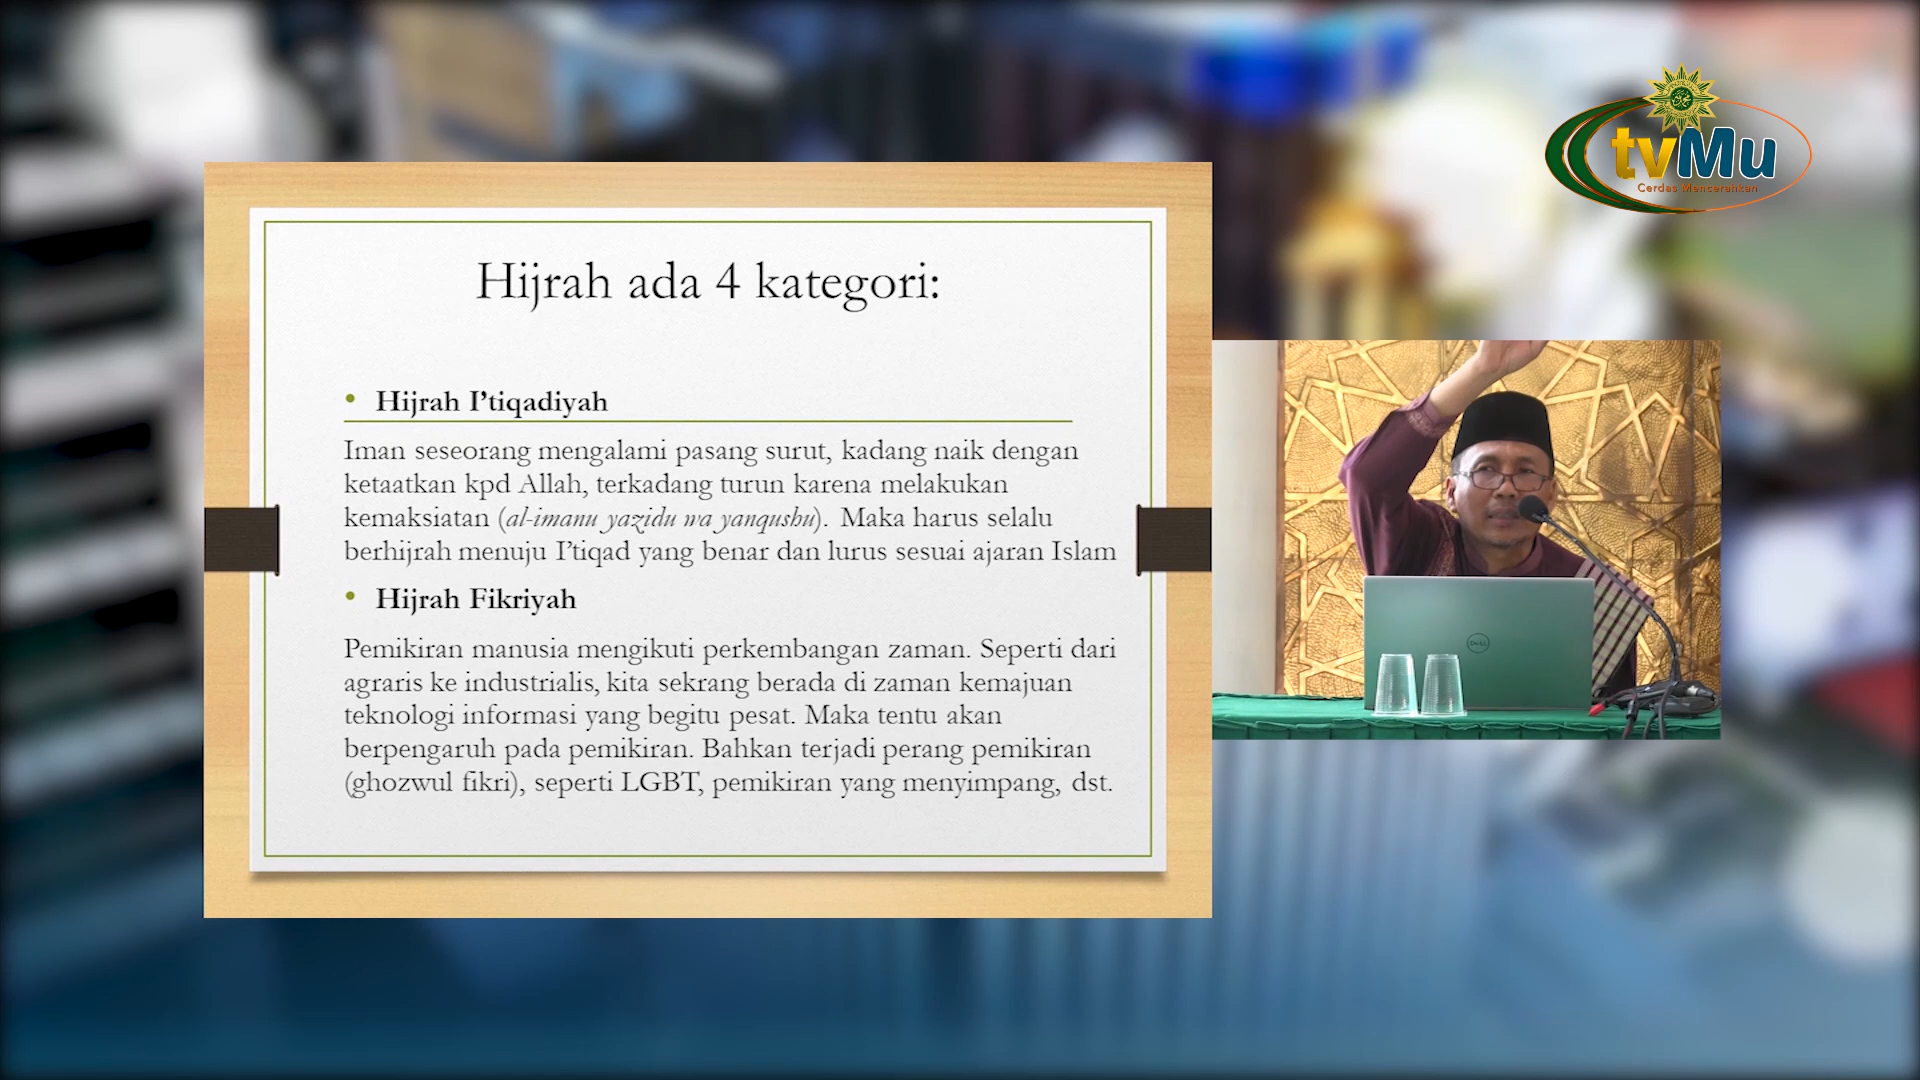 tvMu
Cerdas Mencerahkan
Hijrah ada 4 kategori:
• Hijrah I’tiqadiyah
Iman seseorang mengalami pasang surut, kadang naik dengan
ketaatkan kpd Allah, terkadang turun karena melakukan
kemaksiatan (al-imanu yazidu wa yanqushu). Maka harus selalu
berhijrah menuju I’tiqad yang benar dan lurus sesuai ajaran Islam
• Hijrah Fikriyah
Pemikiran manusia mengikuti perkembangan zaman. Seperti dari
agraris ke industrialis, kita sekrang berada di zaman kemajuan
teknologi informasi yang begitu pesat. Maka tentu akan
berpengaruh pada pemikiran. Bahkan terjadi perang pemikiran
(ghozwul fikri), seperti LGBT, pemikiran yang menyimpang, dst.
DELL